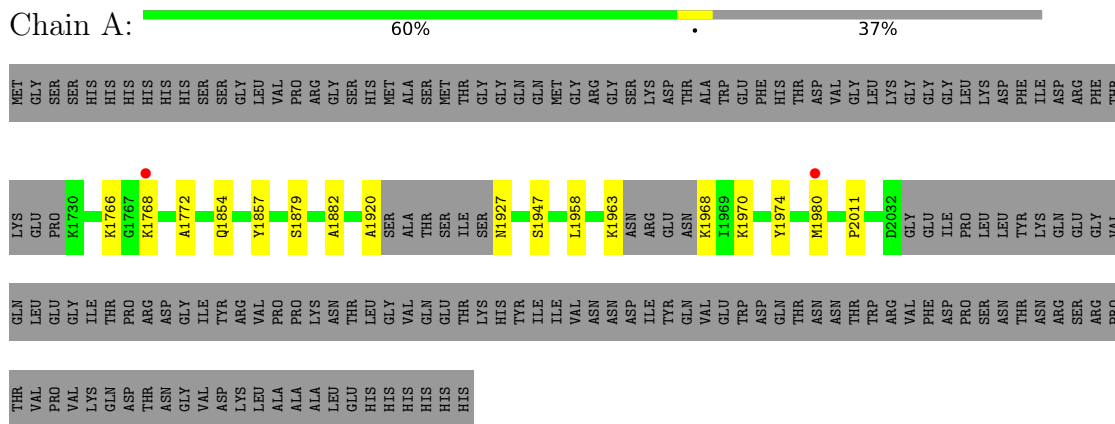 Chain A:
60% • 37%
MET GLY SER SER HIS HIS HIS HIS HIS HIS SER SER GLY LEU VAL PRO ARG GLY SER HIS MET ALA SER MET THR GLY GLY GLN GLN MET GLY ARG GLY SER LYS ASP THR ALA TRP GLU PHE HIS THR ASP VAL GLY LEU LYS GLY GLY GLY LEU LYS ASP PHE ILE ASP ARG PHE THR
LYS GLU PRO K1730 K1766 G1767 K1768 A1772 Q1854 Y1857 S1879 A1882 A1920 SER ALA THR SER ILE SER N1927 S1947 L1958 K1963 ASN ARG GLU ASN K1968 I1969 K1970 Y1974 M1980 P2011 D2032 GLY GLU ILE PRO LEU LEU TYR LYS GLN GLU GLY VAL
GLN LEU GLU GLY ILE THR PRO ARG ASP GLY ILE TYR ARG VAL PRO PRO LYS ASN THR LEU GLY VAL GLN GLU THR LYS HIS TYR ILE ILE VAL ASN ASN ASP ILE TYR GLN VAL GLU TRP ASP GLN THR ASN ASN THR TRP ARG VAL PHE ASP PRO SER ASN THR ASN ARG SER ARG PRO
THR VAL PRO VAL LYS GLN ASP THR ASN GLY VAL ASP LYS LEU ALA ALA ALA LEU GLU HIS HIS HIS HIS HIS HIS